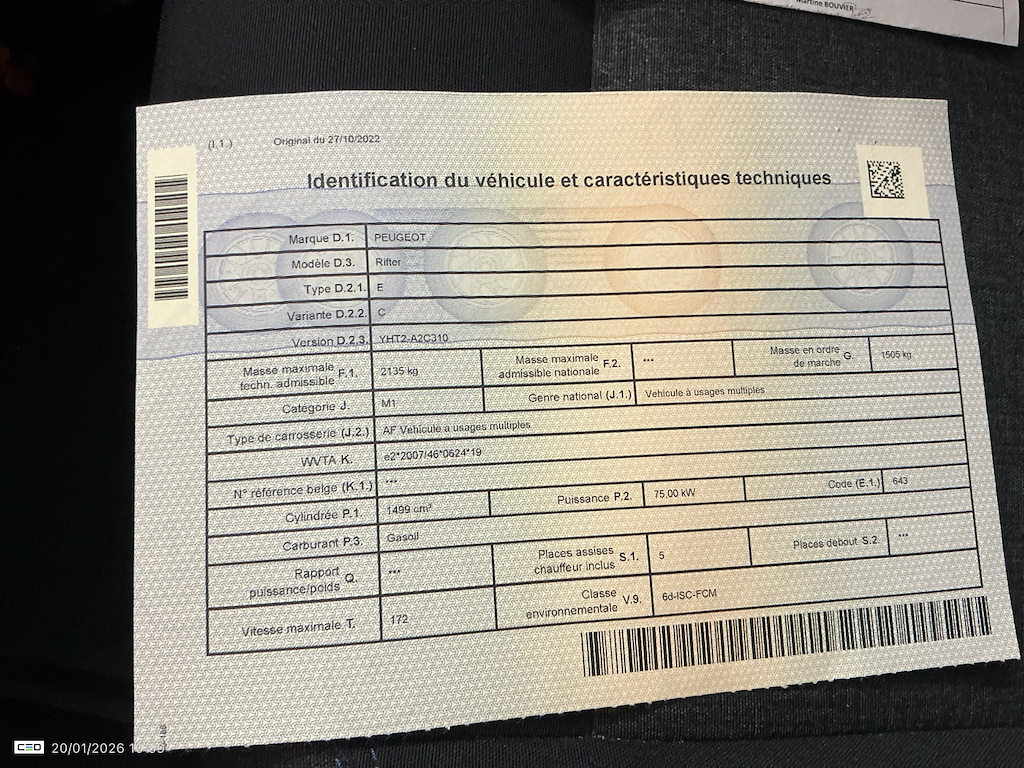 Martine BOUVIER
(I.1.) Original du 27/10/2022
Identification du véhicule et caractéristiques techniques
Marque D.1. PEUGEOT
Modèle D.3. Rifter
Type D.2.1. E
Variante D.2.2. C
Version D.2.3. YHT2-A2C310
Masse maximale techn. admissible F.1. 2135 kg Masse maximale admissible nationale F.2. *** Masse en ordre de marche G. 1505 kg
Catégorie J. M1 Genre national (J.1.) Vehicule à usages multiples
Type de carrosserie (J.2.) AF Vehicule a usages multiples
WVTA K. e2*2007/46*0624*19
N° référence belge (K.1.) ***
Cylindrée P.1. 1499 cm³ Puissance P.2. 75.00 kW Code (E.1.) 643
Carburant P.3. Gasoil
Rapport puissance/poids Q. *** Places assises chauffeur inclus S.1. 5 Places debout S.2. ***
Vitesse maximale T. 172 Classe environnementale V.9. 6d-ISC-FCM
CEO 20/01/2026